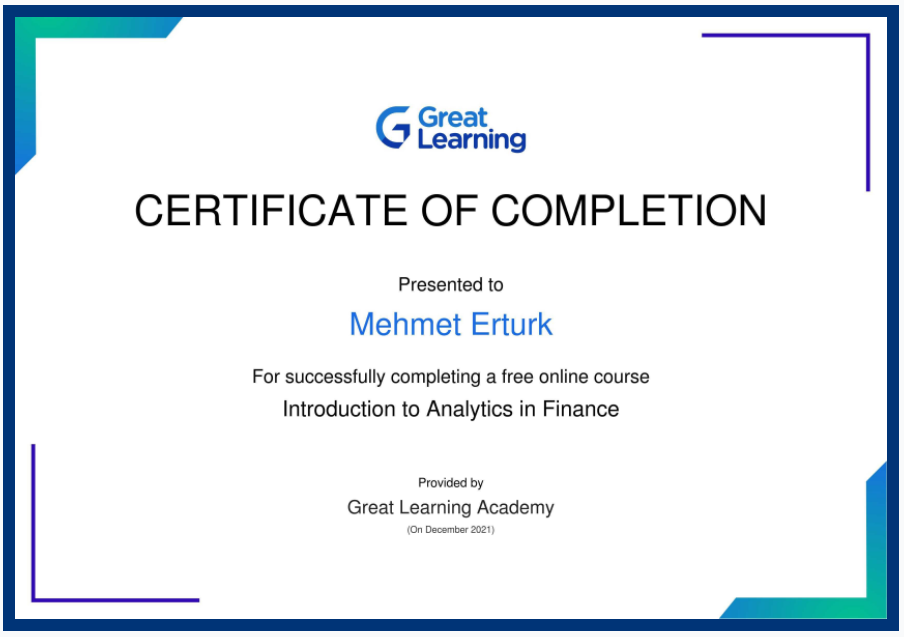 Great
Learning
CERTIFICATE OF COMPLETION
Presented to
Mehmet Erturk
For successfully completing a free online course
Introduction to Analytics in Finance
Provided by
Great Learning Academy
(On December 2021)